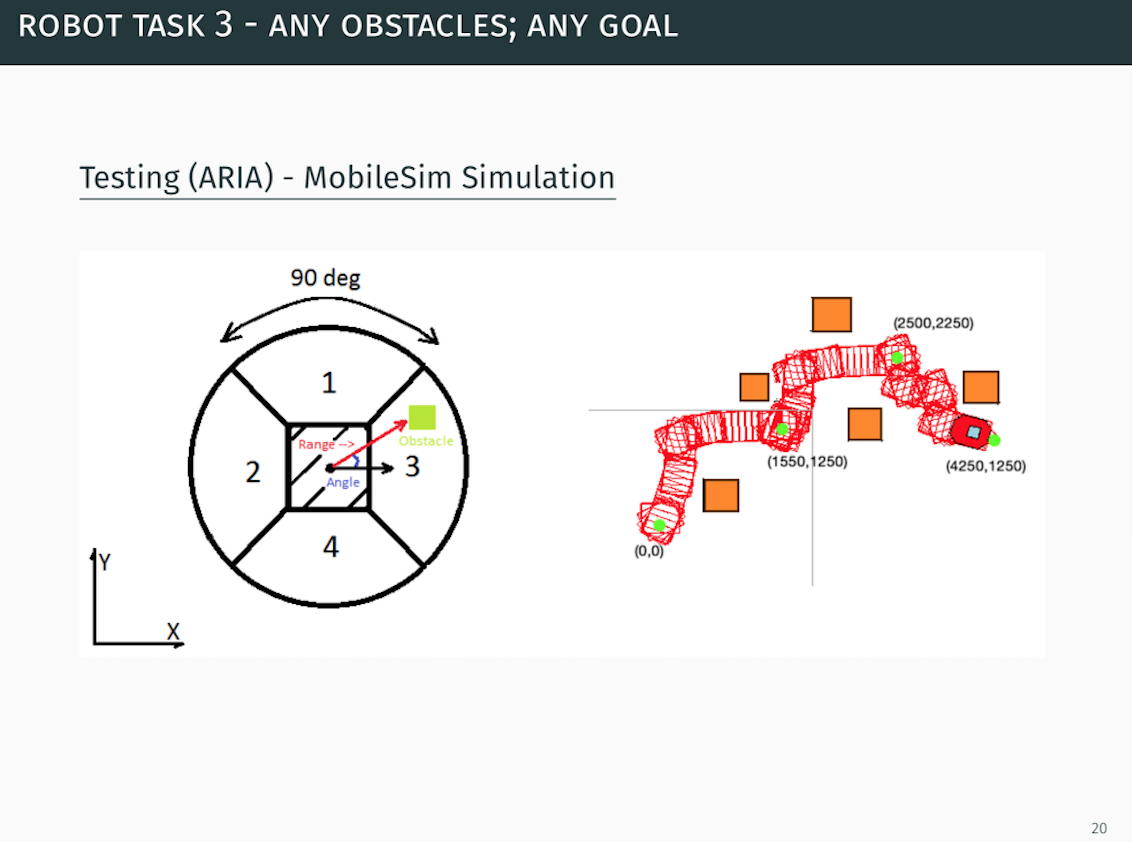 ROBOT TASK 3 - ANY OBSTACLES; ANY GOAL
Testing (ARIA) - MobileSim Simulation
90 deg
1
Range -->
Obstacle
2
3
Angle
4
Y
X
(2500,2250)
(1550,1250)
(4250,1250)
(0,0)
20